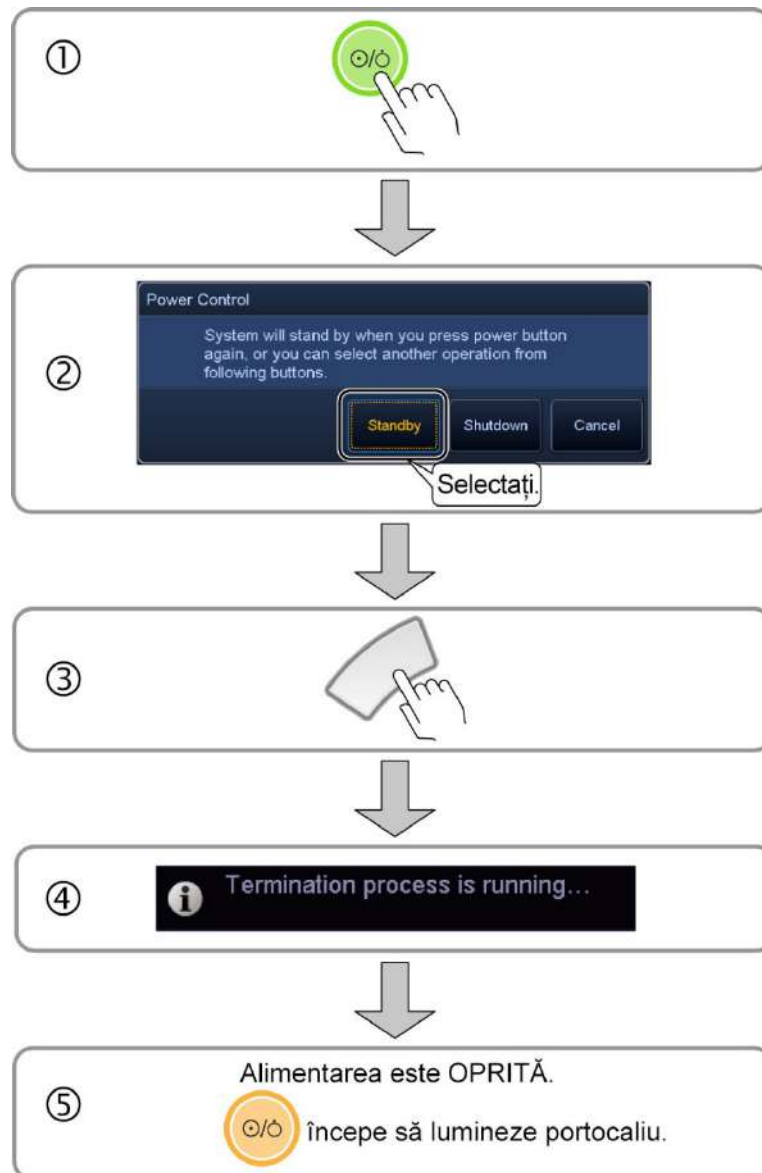 ①
②
Power Control
System will stand by when you press power button
again, or you can select another operation from
following buttons.
Standby Shutdown Cancel
Selectați.
③
④
Termination process is running...
Alimentarea este OPRITĂ.
⑤
începe să lumineze portocaliu.